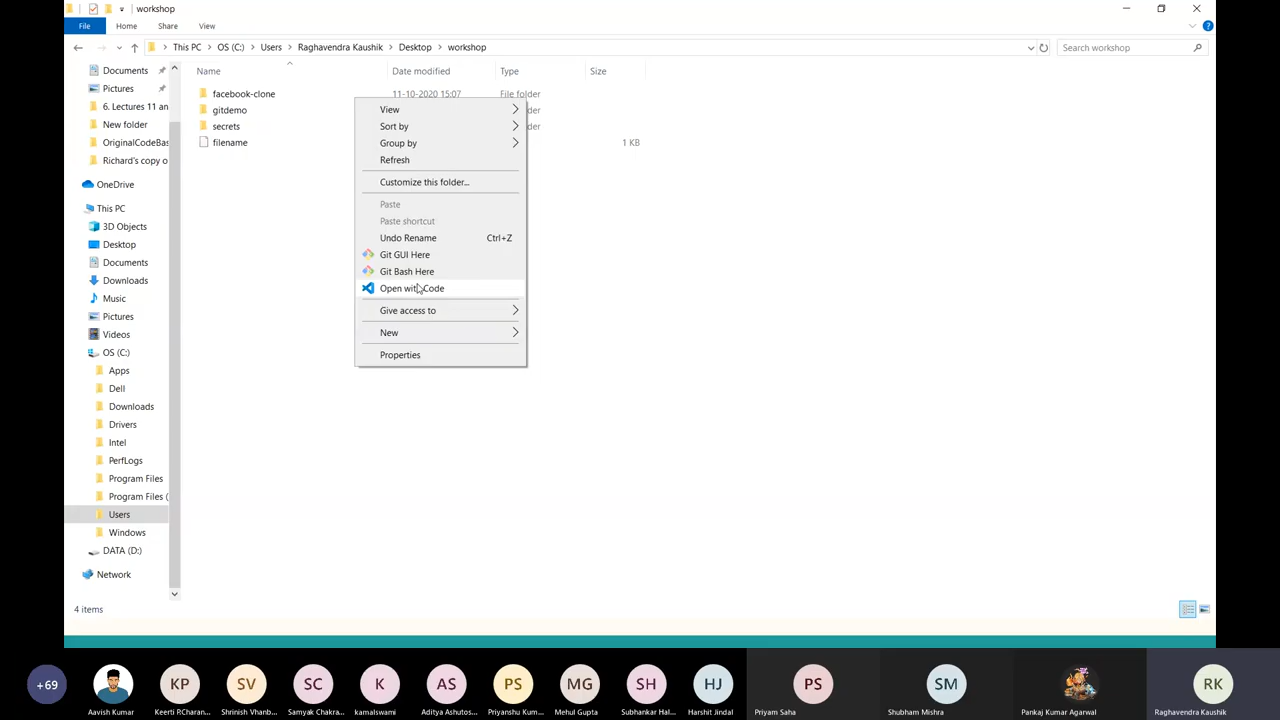 workshop
File Home Share View
This PC OS (C:) Users Raghavendra Kaushik Desktop workshop Search workshop
Name Date modified Type Size
Documents
Pictures
6. Lectures 11 an
New folder
OriginalCodeBas
Richard's copy o
OneDrive
This PC
3D Objects
Desktop
Documents
Downloads
Music
Pictures
Videos
OS (C:)
Apps
Dell
Downloads
Drivers
Intel
PerfLogs
Program Files
Program Files (
Users
Windows
DATA (D:)
Network
facebook-clone 11-10-2020 15:07 File folder
gitdemo der
secrets der
filename 1 KB
View
Sort by
Group by
Refresh
Customize this folder...
Paste
Paste shortcut
Undo Rename Ctrl+Z
Git GUI Here
Git Bash Here
Open with Code
Give access to
New
Properties
4 items
+69 KP SV SC K AS PS MG SH HJ PS SM RK
Aavish Kumar Keerti P.Charan... Shrinish Vhanb... Samyak Chakra... kamalswami Aditya Ashutos... Priyanshu Kum... Mehul Gupta Subhankar Hal... Harshit Jindal Priyam Saha Shubham Mishra Pankaj Kumar Agarwal Raghavendra Kaushik